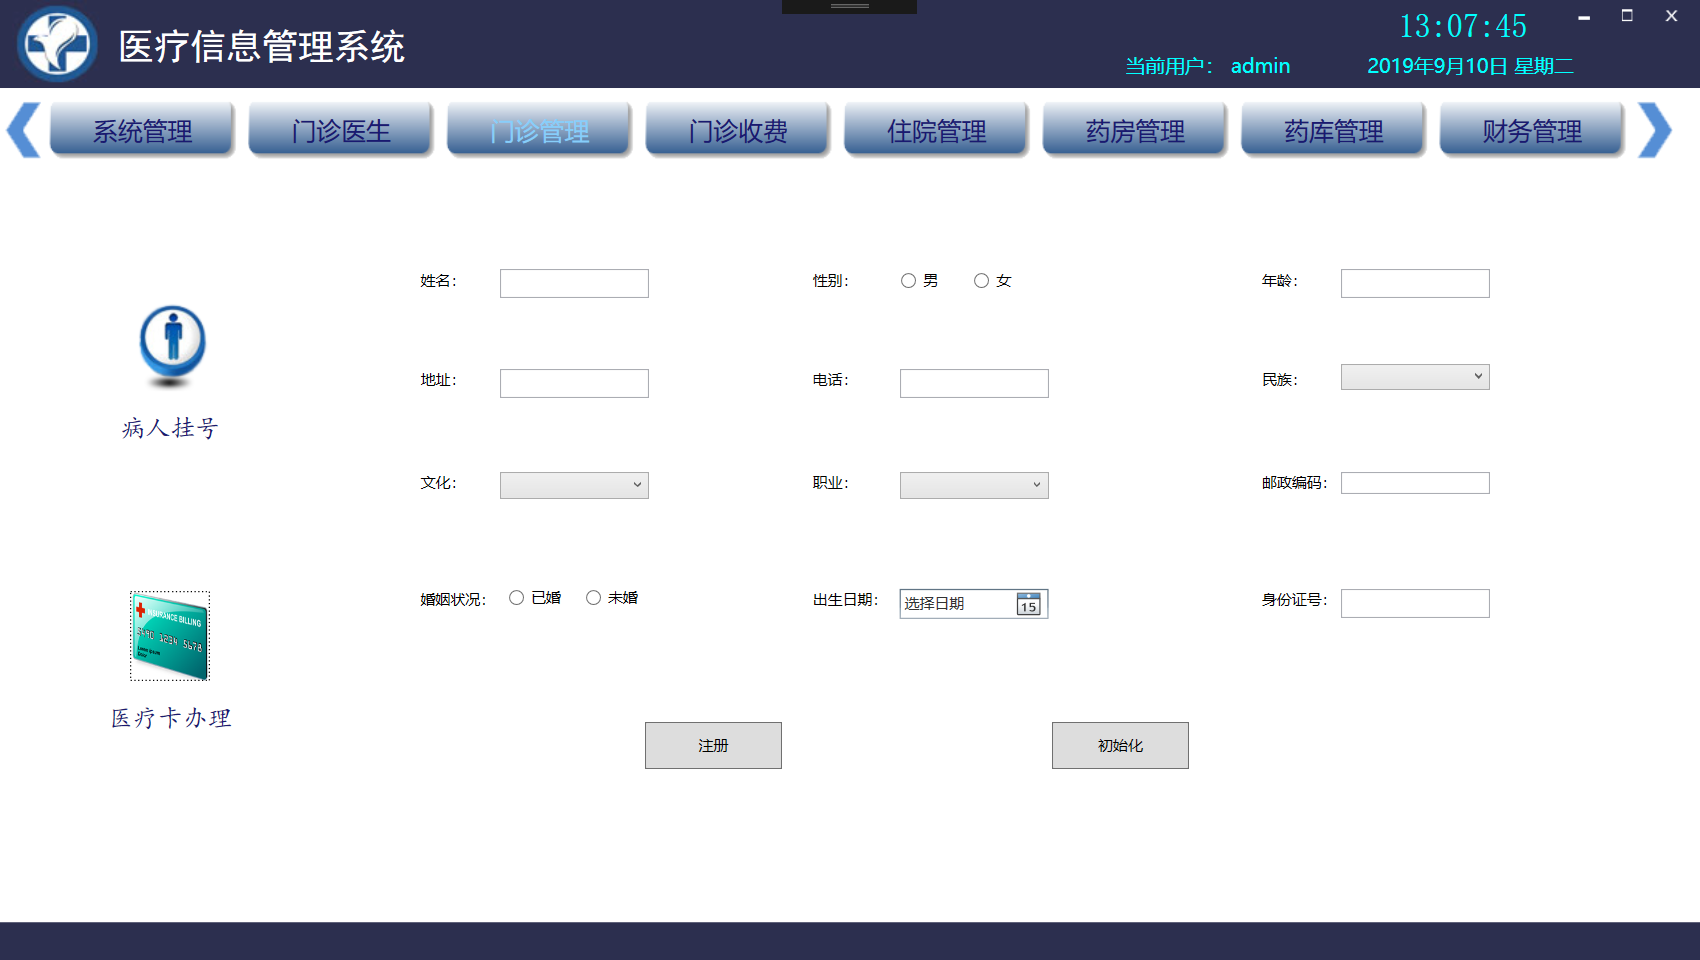 医疗信息管理系统
13:07:45
当前用户： admin
2019年9月10日 星期二
系统管理 门诊医生 门诊管理 门诊收费 住院管理 药房管理 药库管理 财务管理
姓名： 性别： 男 女 年龄：
病人挂号
地址： 电话： 民族：
文化： 职业： 邮政编码：
婚姻状况： 已婚 未婚 出生日期： 选择日期 15 身份证号：
INSURANCE BILLING
1234 5678
医疗卡办理
注册 初始化